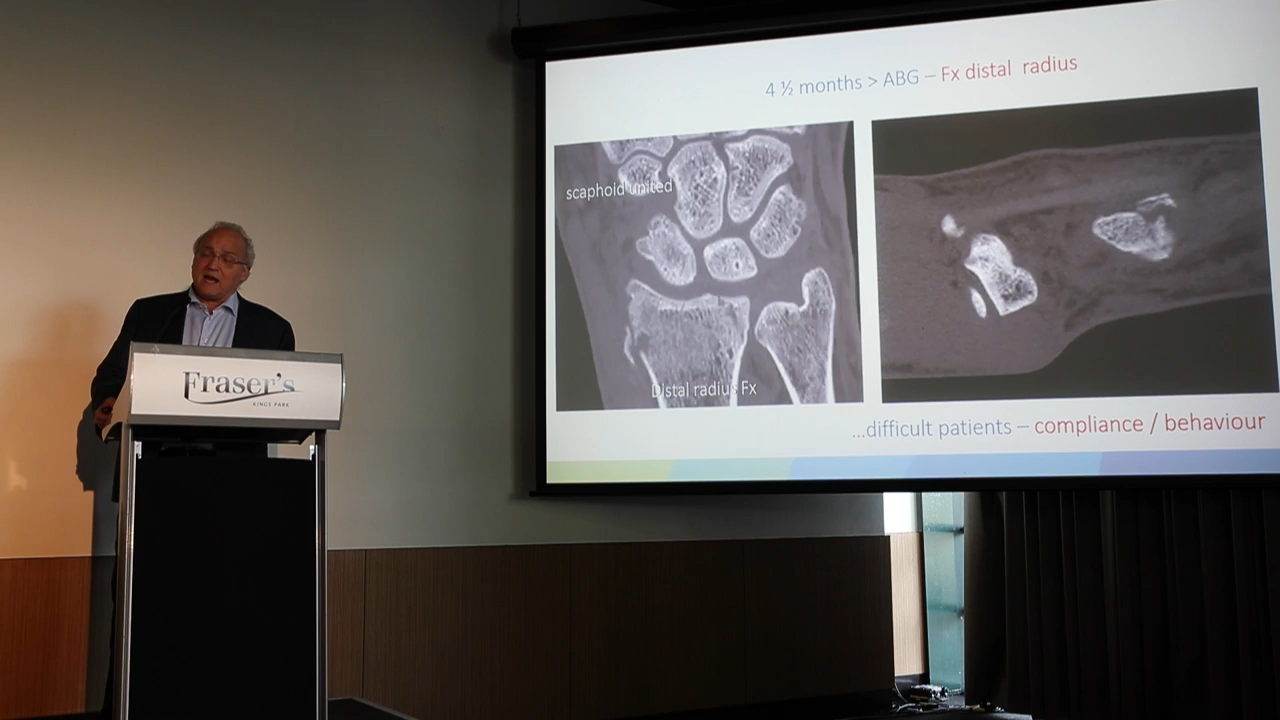 4 ½ months > ABG – Fx distal radius
scaphoid united
Distal radius Fx
...difficult patients – compliance / behaviour
Fraser's
KINGS PARK